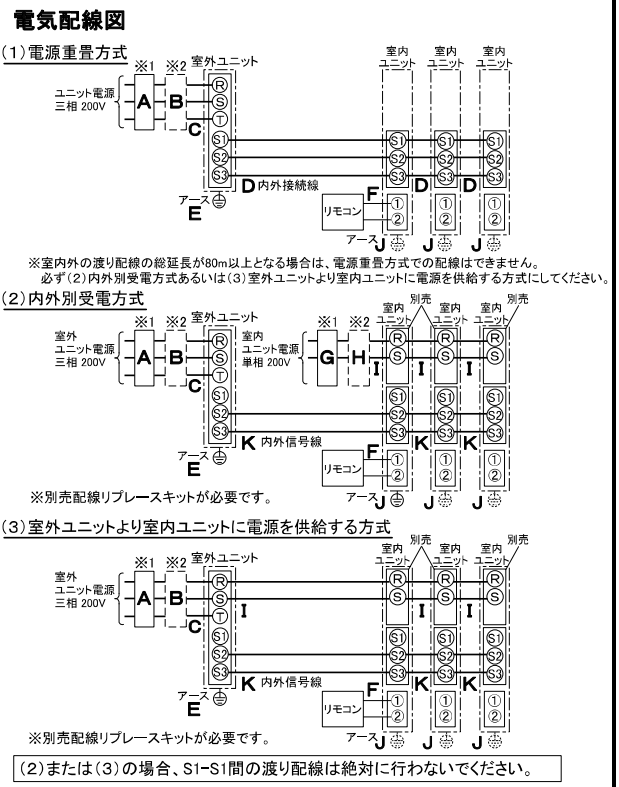 電気配線図
(1)電源重畳方式
※1 ※2 室外ユニット
室内ユニット 室内ユニット 室内ユニット
ユニット電源
三相 200V
A B C
R
S
T
S1 S1 S1 S1
S2 S2 S2 S2
S3 S3 S3 S3
D 内外接続線 D D
アース
E
F
リモコン
① ① ①
② ② ②
アース J J J
※室内外の渡り配線の総延長が80m以上となる場合は、電源重畳方式での配線はできません。
必ず(2)内外別受電方式あるいは(3)室外ユニットより室内ユニットに電源を供給する方式にしてください。
(2)内外別受電方式
※1 ※2 室外ユニット
※1 ※2
室内ユニット 別売 室内ユニット 室内ユニット 別売
室外
ユニット電源
三相 200V
A B C
室内
ユニット電源
単相 200V
G H
R R R R
S S S S
T
I I I
S1 S1 S1 S1
S2 S2 S2 S2
S3 S3 S3 S3
K 内外信号線 K K
アース
E
F
リモコン
① ① ①
② ② ②
アース J J J
※別売配線リプレースキットが必要です。
(3)室外ユニットより室内ユニットに電源を供給する方式
※1 ※2 室外ユニット
室内ユニット 別売 室内ユニット 室内ユニット 別売
室外
ユニット電源
三相 200V
A B C
R R R R
S S S S
T
I I I
S1 S1 S1 S1
S2 S2 S2 S2
S3 S3 S3 S3
K 内外信号線 K K
アース
E
F
リモコン
① ① ①
② ② ②
アース J J J
※別売配線リプレースキットが必要です。
(2)または(3)の場合、S1-S1間の渡り配線は絶対に行わないでください。